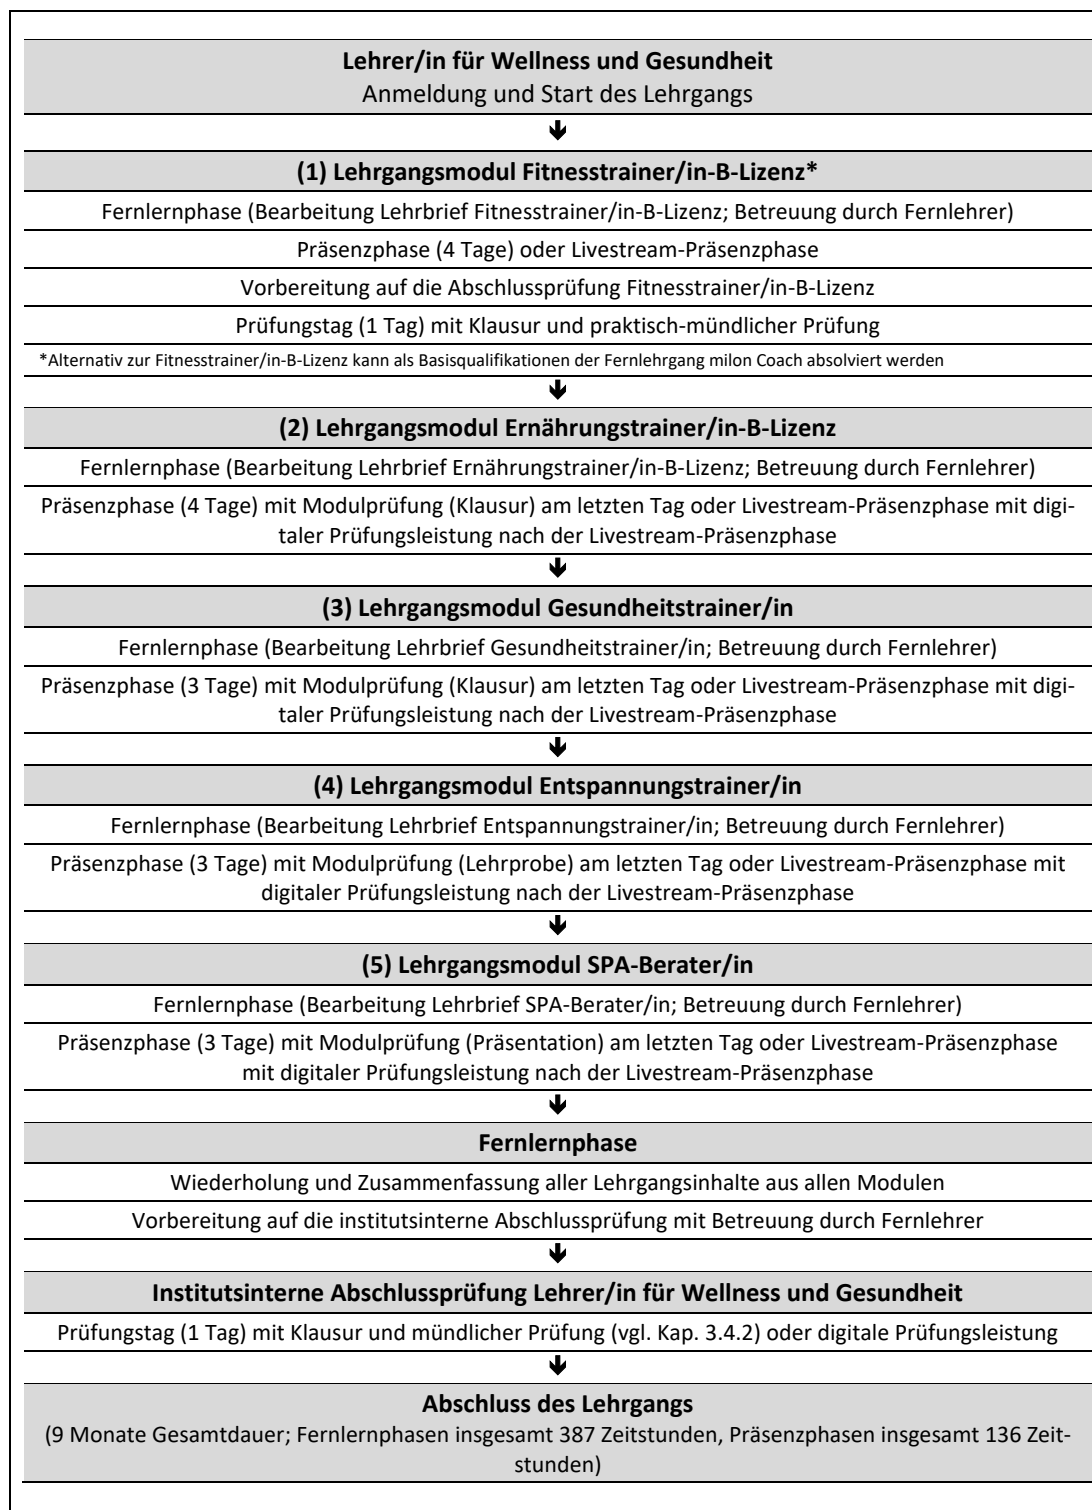 Lehrer/in für Wellness und Gesundheit
Anmeldung und Start des Lehrgangs
(1) Lehrgangsmodul Fitnesstrainer/in-B-Lizenz*
Fernlernphase (Bearbeitung Lehrbrief Fitnesstrainer/in-B-Lizenz; Betreuung durch Fernlehrer)
Präsenzphase (4 Tage) oder Livestream-Präsenzphase
Vorbereitung auf die Abschlussprüfung Fitnesstrainer/in-B-Lizenz
Prüfungstag (1 Tag) mit Klausur und praktisch-mündlicher Prüfung
*Alternativ zur Fitnesstrainer/in-B-Lizenz kann als Basisqualifikationen der Fernlehrgang milon Coach absolviert werden
(2) Lehrgangsmodul Ernährungstrainer/in-B-Lizenz
Fernlernphase (Bearbeitung Lehrbrief Ernährungstrainer/in-B-Lizenz; Betreuung durch Fernlehrer)
Präsenzphase (4 Tage) mit Modulprüfung (Klausur) am letzten Tag oder Livestream-Präsenzphase mit digi-
taler Prüfungsleistung nach der Livestream-Präsenzphase
(3) Lehrgangsmodul Gesundheitstrainer/in
Fernlernphase (Bearbeitung Lehrbrief Gesundheitstrainer/in; Betreuung durch Fernlehrer)
Präsenzphase (3 Tage) mit Modulprüfung (Klausur) am letzten Tag oder Livestream-Präsenzphase mit digi-
taler Prüfungsleistung nach der Livestream-Präsenzphase
(4) Lehrgangsmodul Entspannungstrainer/in
Fernlernphase (Bearbeitung Lehrbrief Entspannungstrainer/in; Betreuung durch Fernlehrer)
Präsenzphase (3 Tage) mit Modulprüfung (Lehrprobe) am letzten Tag oder Livestream-Präsenzphase mit
digitaler Prüfungsleistung nach der Livestream-Präsenzphase
(5) Lehrgangsmodul SPA-Berater/in
Fernlernphase (Bearbeitung Lehrbrief SPA-Berater/in; Betreuung durch Fernlehrer)
Präsenzphase (3 Tage) mit Modulprüfung (Präsentation) am letzten Tag oder Livestream-Präsenzphase
mit digitaler Prüfungsleistung nach der Livestream-Präsenzphase
Fernlernphase
Wiederholung und Zusammenfassung aller Lehrgangsinhalte aus allen Modulen
Vorbereitung auf die institutsinterne Abschlussprüfung mit Betreuung durch Fernlehrer
Institutsinterne Abschlussprüfung Lehrer/in für Wellness und Gesundheit
Prüfungstag (1 Tag) mit Klausur und mündlicher Prüfung (vgl. Kap. 3.4.2) oder digitale Prüfungsleistung
Abschluss des Lehrgangs
(9 Monate Gesamtdauer; Fernlernphasen insgesamt 387 Zeitstunden, Präsenzphasen insgesamt 136 Zeit-
stunden)